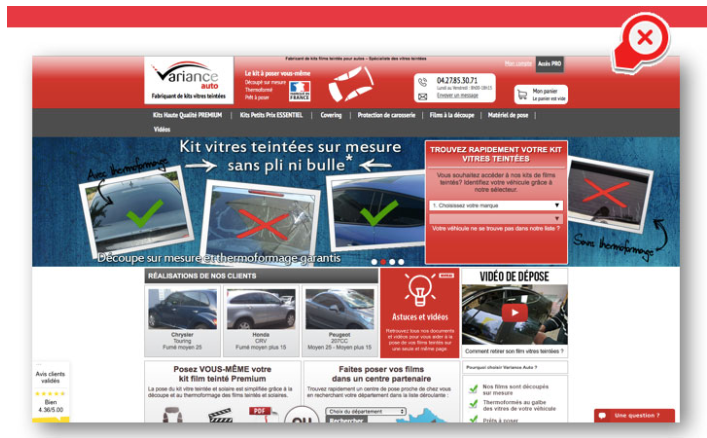 Fabricant de kits films teintés pour autos – Spécialiste des vitres teintées
Mon compte
Accès PRO
Variance
auto
Fabriquant de kits vitres teintées
Le kit à poser vous-même
Découpé sur mesure
Thermoformé
Prêt à poser
FRANCE
04.27.85.30.71
Lundi au Vendredi : 9h00-18h15
Envoyer un message
Mon panier
Le panier est vide
Kits Haute Qualité PREMIUM | Kits Petits Prix ESSENTIEL | Covering | Protection de carosserie | Films à la découpe | Matériel de pose |
Vidéos
Kit vitres teintées sur mesure
sans pli ni bulle*
Avec thermoformage
Sans thermoformage
Découpe sur mesure et thermoformage garantis
TROUVEZ RAPIDEMENT VOTRE KIT
VITRES TEINTÉES
Vous souhaitez accéder à nos kits de films
teintés? Identifiez votre véhicule grâce à
notre sélecteur.
1. Choisissez votre marque
Votre véhicule ne se trouve pas dans notre liste ?
RÉALISATIONS DE NOS CLIENTS
Chrysler
Touring
Fumé moyen 25
Honda
CRV
Fumé moyen plus 15
Peugeot
207CC
Moyen 25 - Moyen plus 15
Astuces et vidéos
Retrouvez tous nos documents
et vidéos pour vous aider à la
pose de vos films teintés sur
une seule et même page
VIDÉO DE DÉPOSE
Comment retirer son film vitres teintées ?
Posez VOUS-MÊME votre
kit film teinté Premium
La pose du kit vitre teintée et solaire est simplifiée grâce à la
découpe et au thermoformage des films teintés et solaires.
PDF
OU
Faites poser vos films
dans un centre partenaire
Trouvez rapidement un centre de pose proche de chez vous
en recherchant votre département dans la liste déroulante :
Choix du département
Rechercher
Pourquoi choisir Variance Auto ?
Nos films sont découpés
sur mesure
Thermoformés au galbe
des vitres de votre véhicule
Prêts à poser
Avis clients
validés
Bien
4.36/5.00
Une question ?